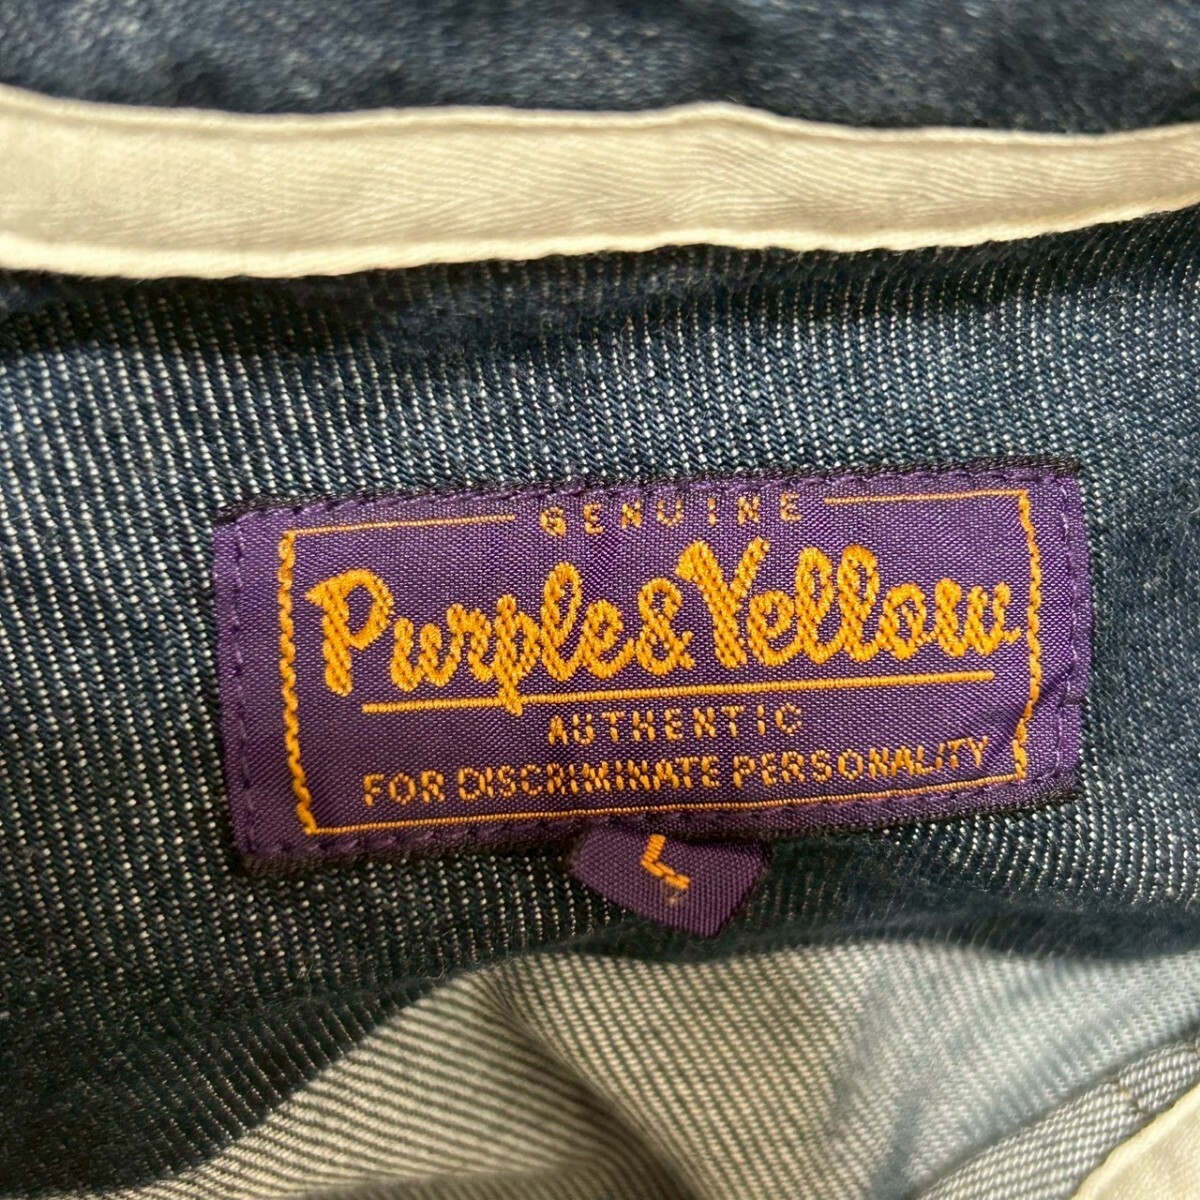 GENUINE
Purple & Yellow
AUTHENTIC
FOR DISCRIMINATE PERSONALITY
L